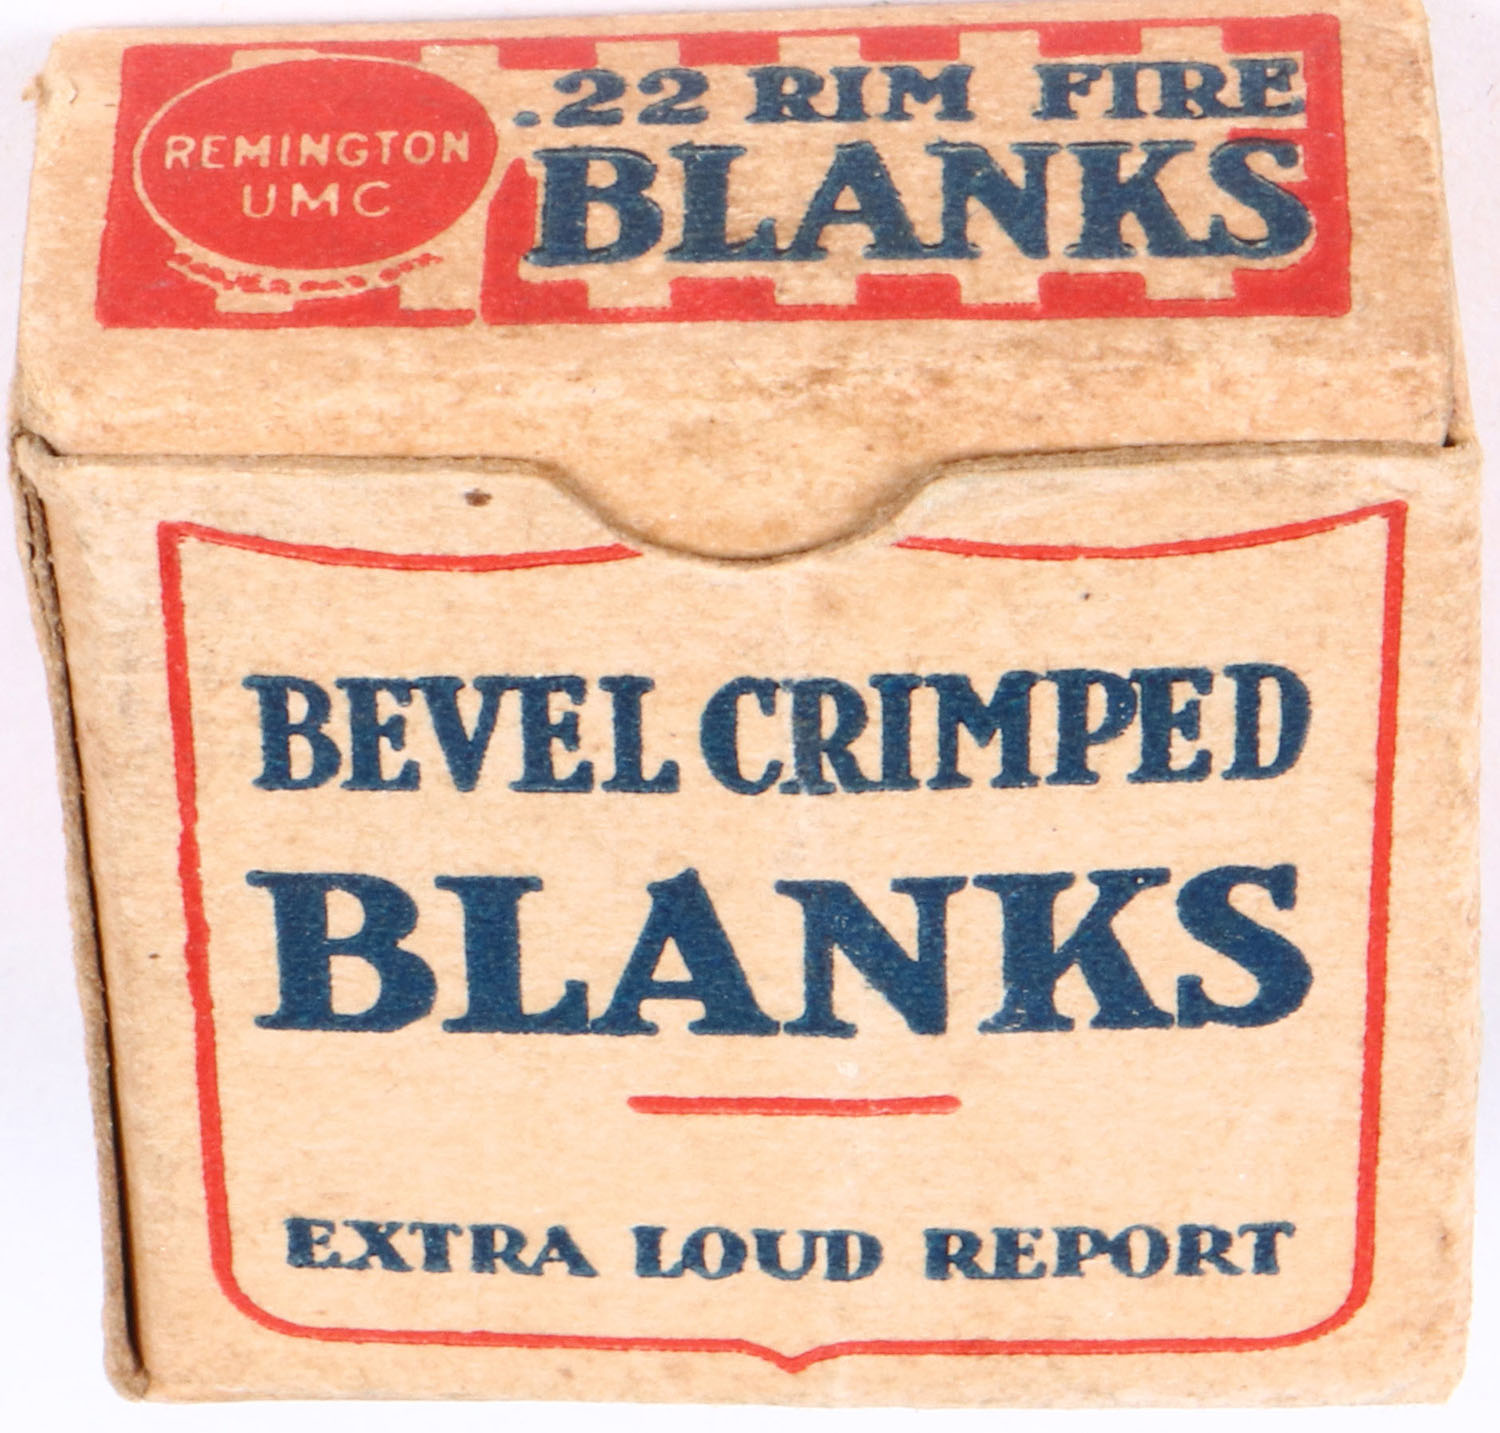 REMINGTON
UMC
.22 RIM FIRE
BLANKS
BEVEL CRIMPED
BLANKS
EXTRA LOUD REPORT